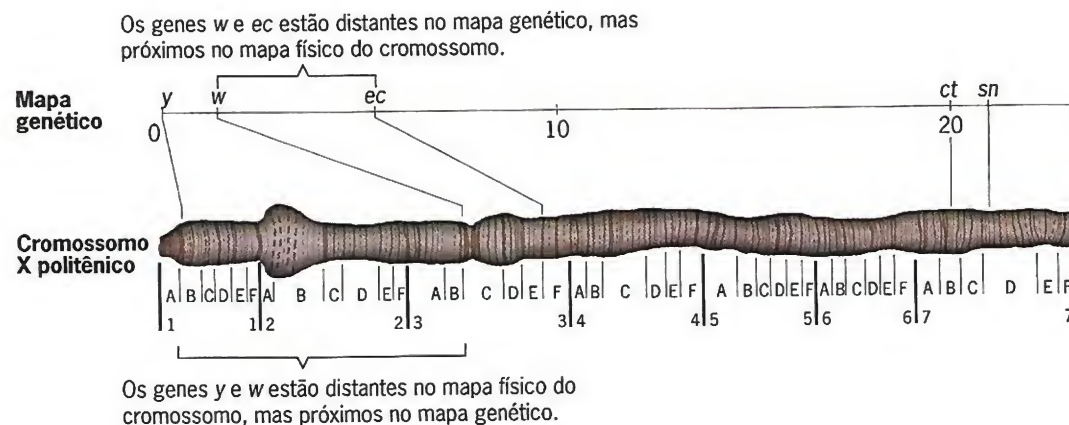 Os genes w e ec estão distantes no mapa genético, mas
próximos no mapa físico do cromossomo.
Mapa
genético
y w ec ct sn
0 10 20
Cromossomo
X politênico
A B C D E F A B C D E F A B C D E F A B C D E F A B C D E F A B C D E F A B C D E F
1 1 2 2 3 3 4 4 5 5 6 6 7 7
Os genes y e w estão distantes no mapa físico do
cromossomo, mas próximos no mapa genético.